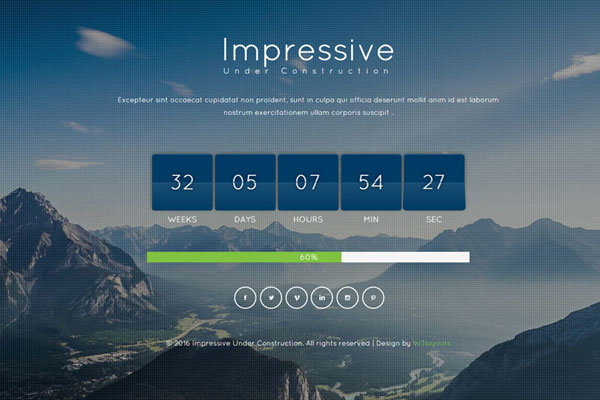 Impressive
Under Construction
Excepteur sint occaecat cupidatat non proident, sunt in culpa qui officia deserunt mollit anim id est laborum
nostrum exercitationem ullam corporis suscipit .
32 05 07 54 27
WEEKS DAYS HOURS MIN SEC
60%
© 2016 Impressive Under Construction. All rights reserved | Design by W3layouts